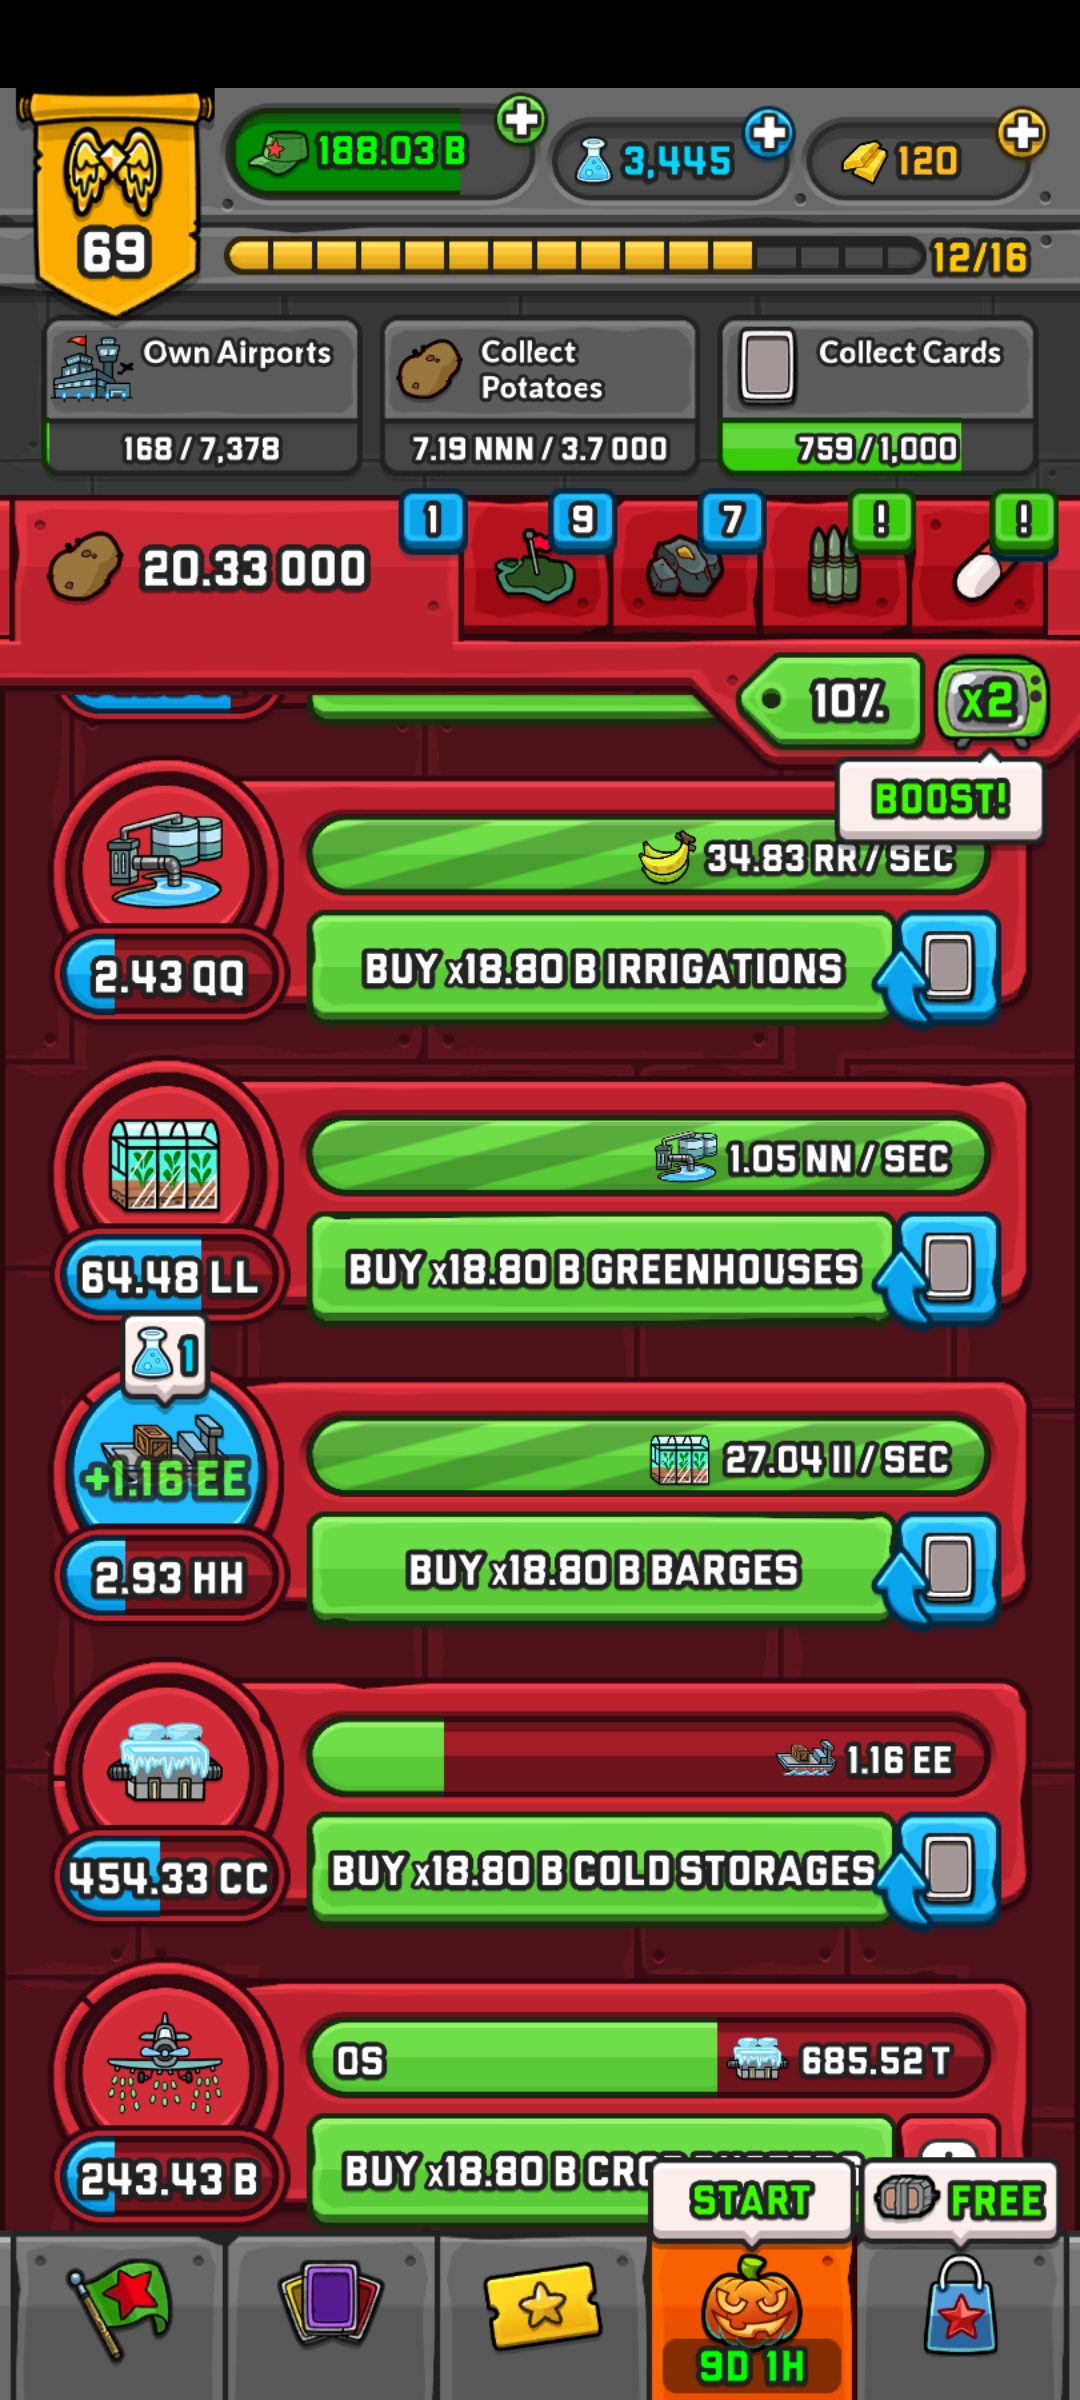 188.03 B
3,445
120
69
12/16
Own Airports
168 / 7,378
Collect
Potatoes
7.19 NNN / 3.7 OOO
Collect Cards
759 / 1,000
20.33 OOO
1
9
7
!
!
10%
x2
BOOST!
34.83 RR / SEC
2.43 QQ
BUY x18.80 B IRRIGATIONS
1.05 NN / SEC
64.48 LL
BUY x18.80 B GREENHOUSES
1
+1.16 EE
27.04 II / SEC
2.93 HH
BUY x18.80 B BARGES
1.16 EE
454.33 CC
BUY x18.80 B COLD STORAGES
0S
685.52 T
243.43 B
BUY x18.80 B
START
FREE
9D 1H